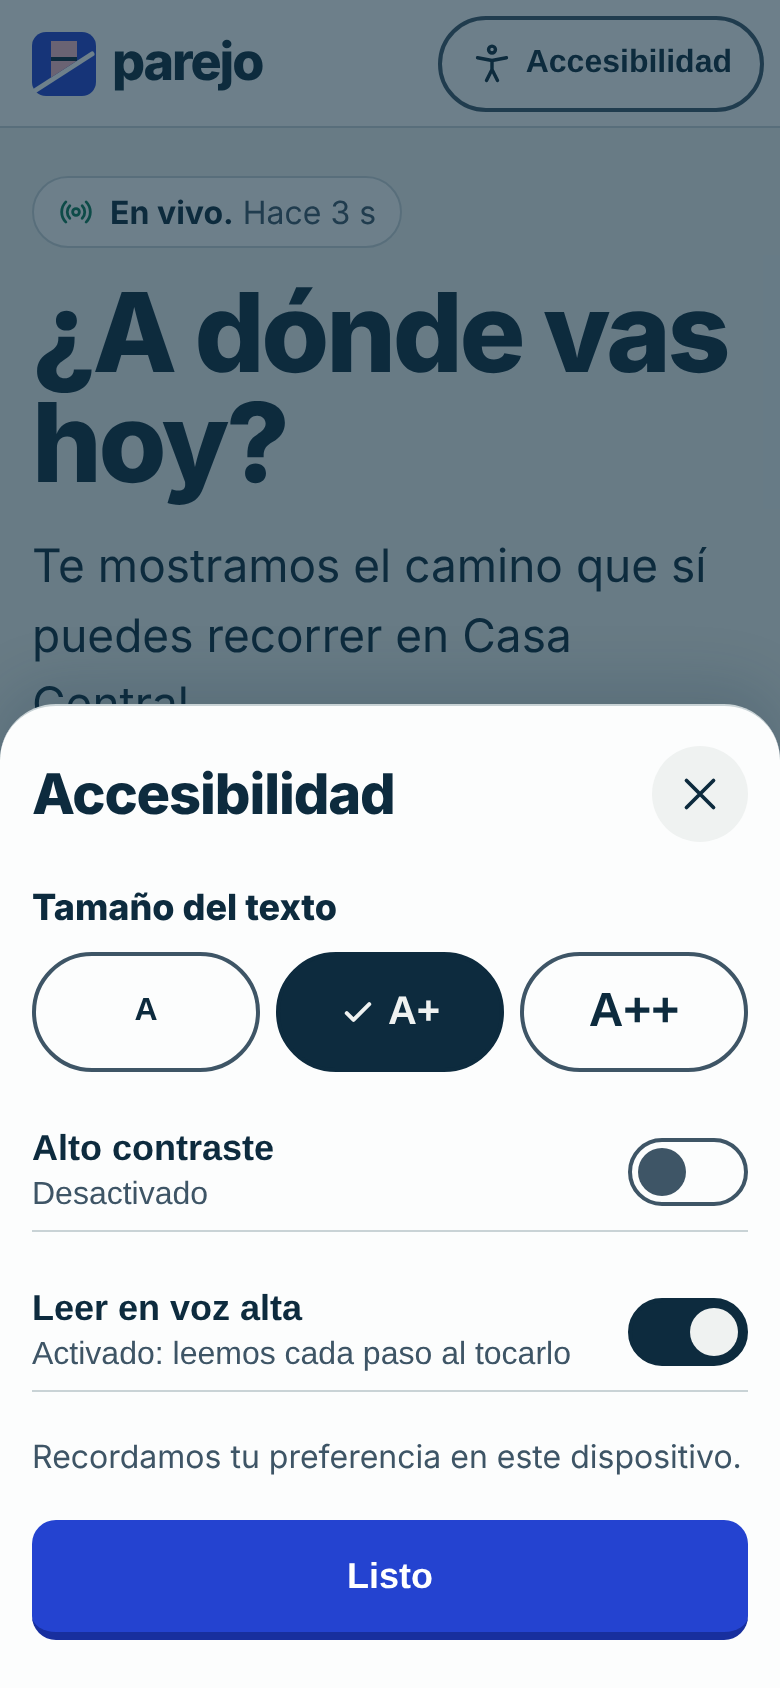 parejo
Accesibilidad
En vivo. Hace 3 s
¿A dónde vas
hoy?
Te mostramos el camino que sí
puedes recorrer en Casa
Central
Accesibilidad
Tamaño del texto
A
A+
A++
Alto contraste
Desactivado
Leer en voz alta
Activado: leemos cada paso al tocarlo
Recordamos tu preferencia en este dispositivo.
Listo